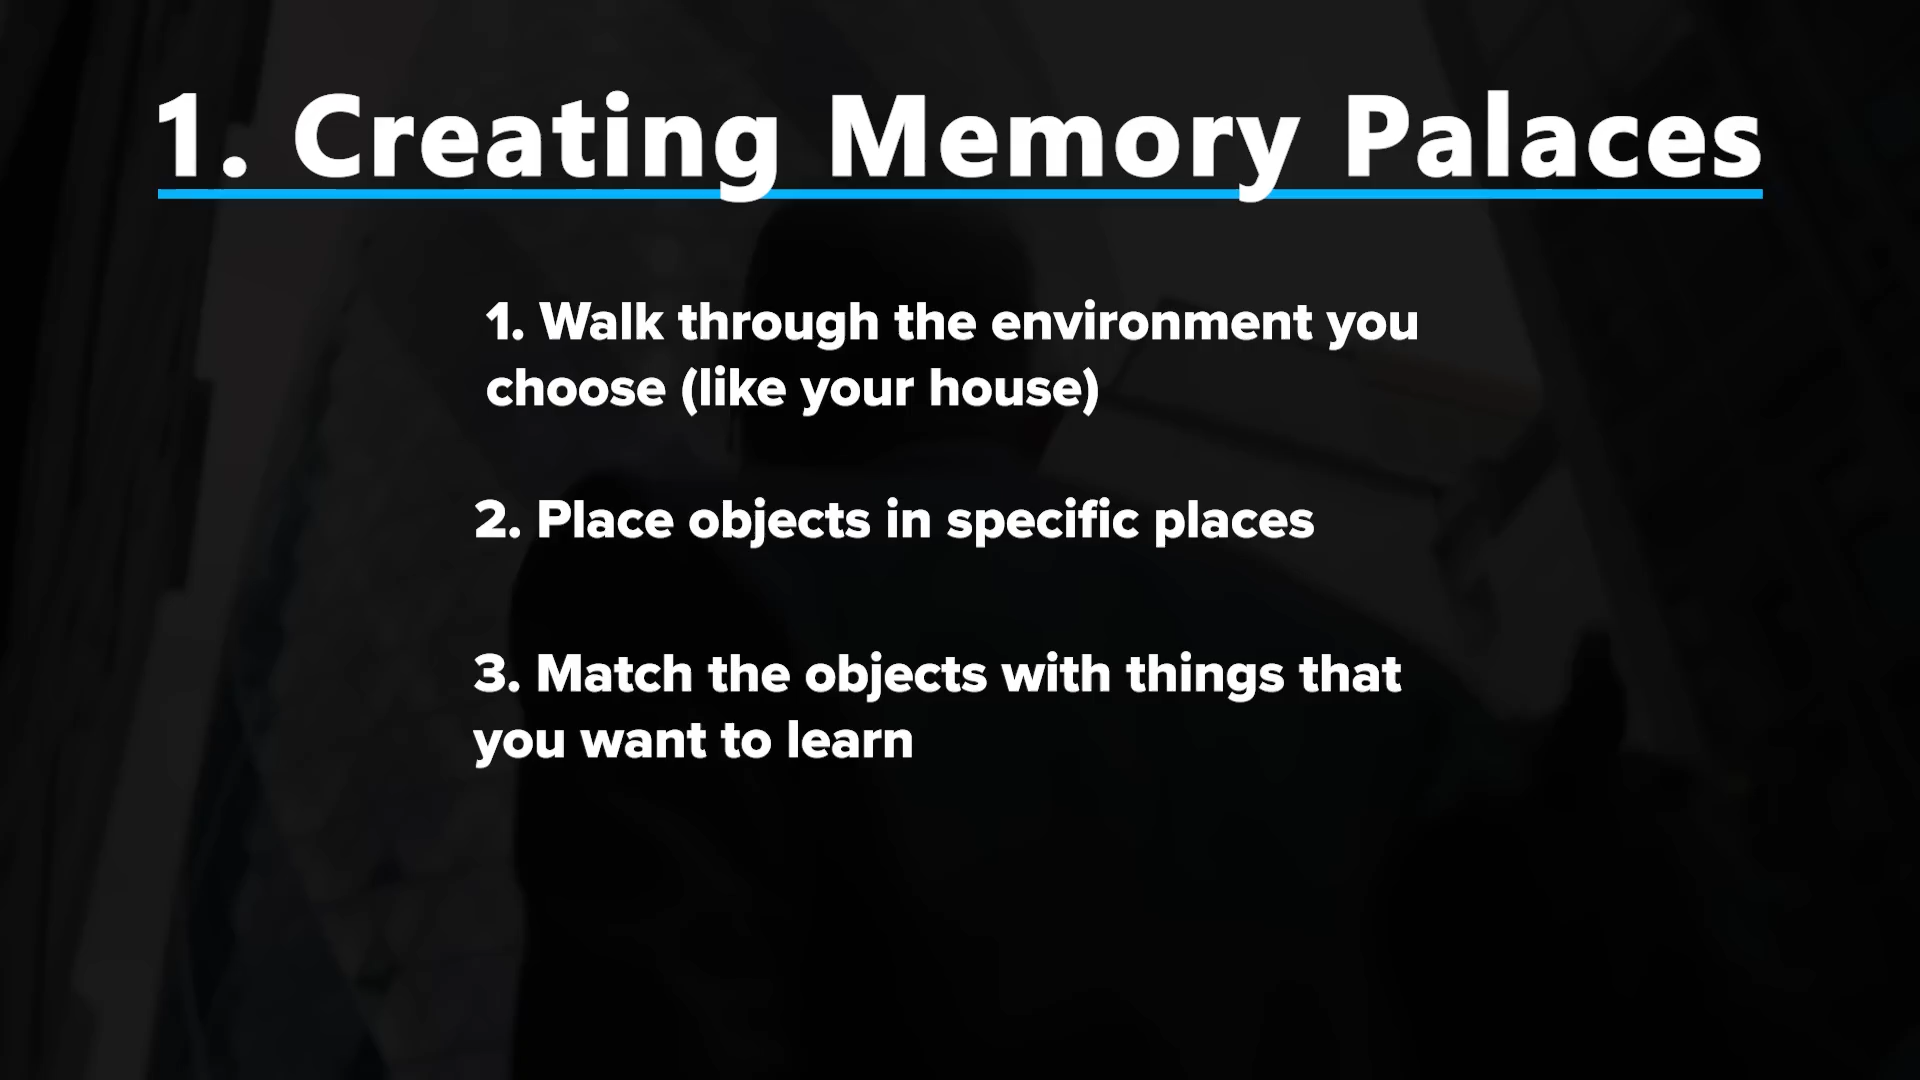 1. Creating Memory Palaces
1. Walk through the environment you
choose (like your house)
2. Place objects in specific places
3. Match the objects with things that
you want to learn